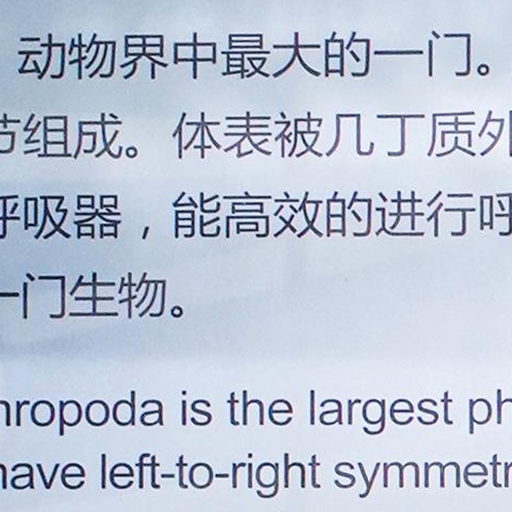 动物界中最大的一门。
节组成。体表被几丁质外
呼吸器，能高效的进行呼
一门生物。
hropoda is the largest ph
have left-to-right symmetr